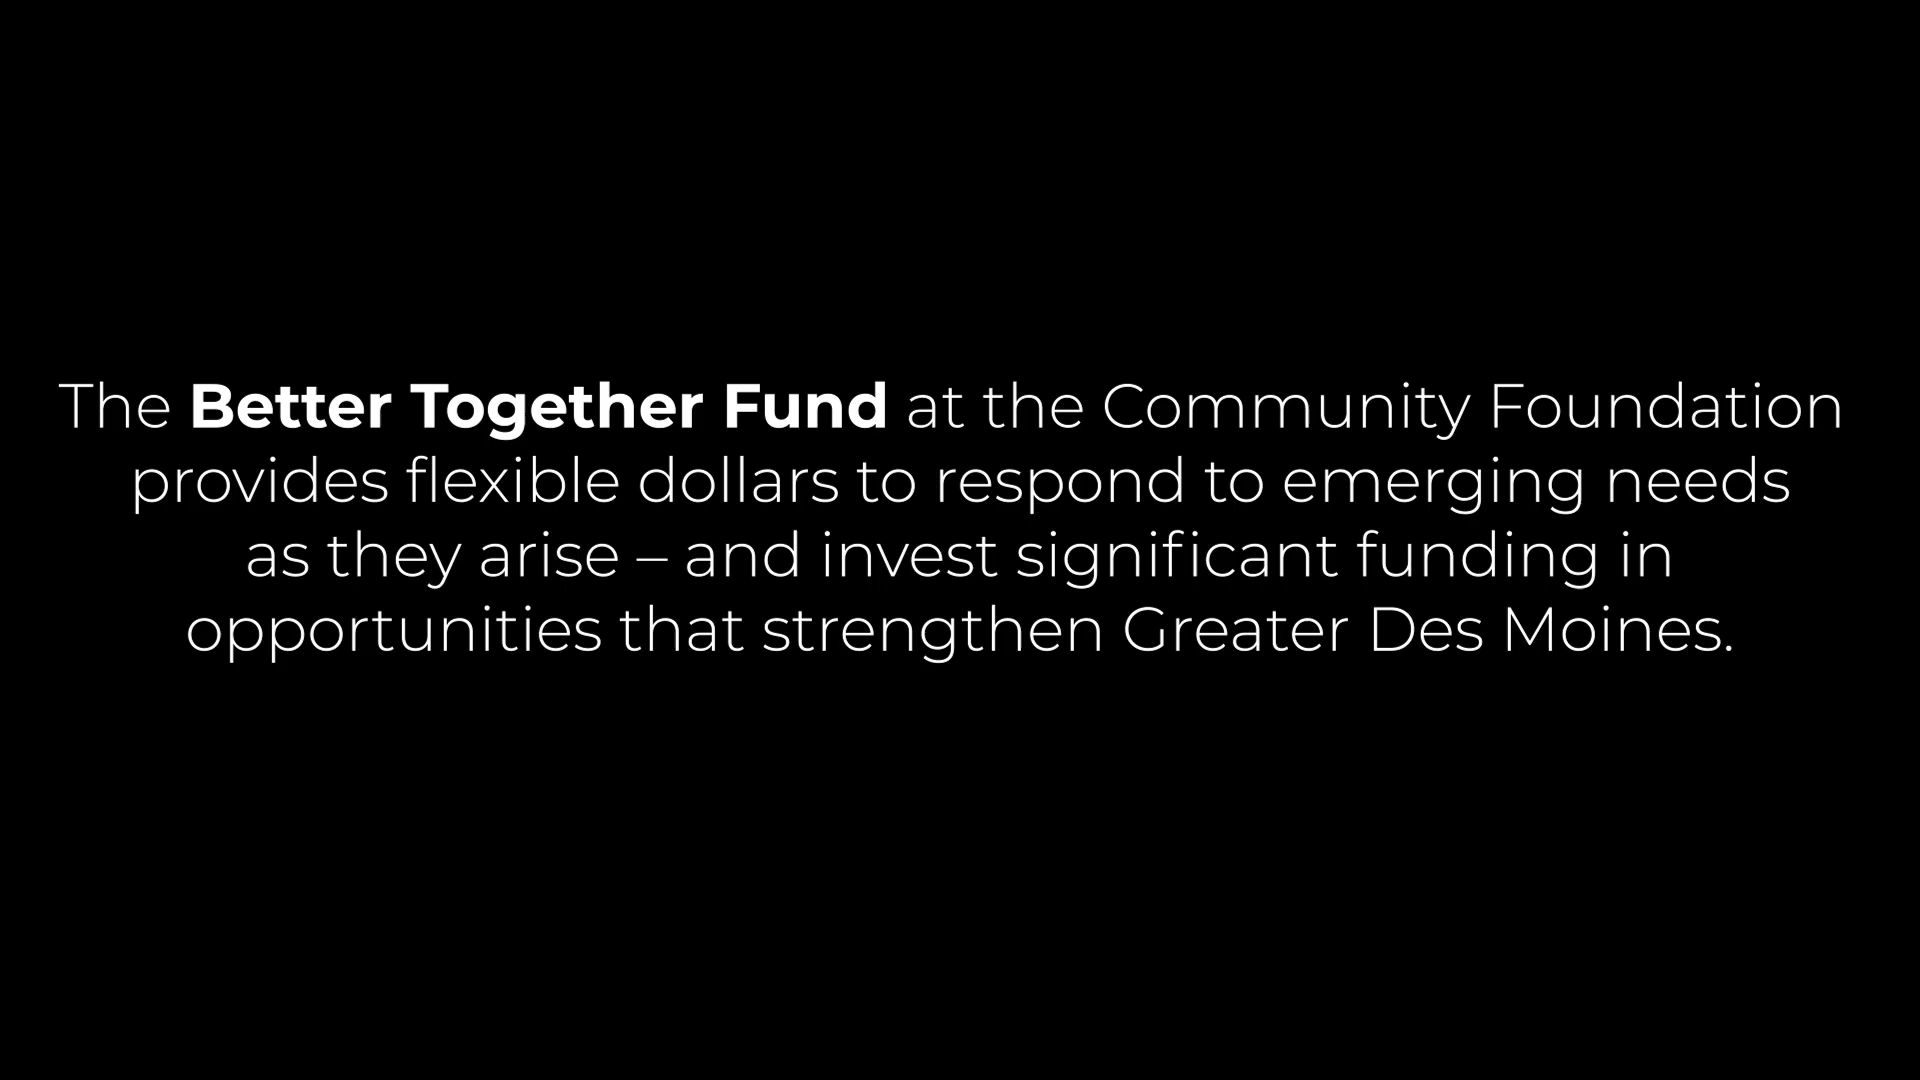 The Better Together Fund at the Community Foundation
provides flexible dollars to respond to emerging needs
as they arise – and invest significant funding in
opportunities that strengthen Greater Des Moines.